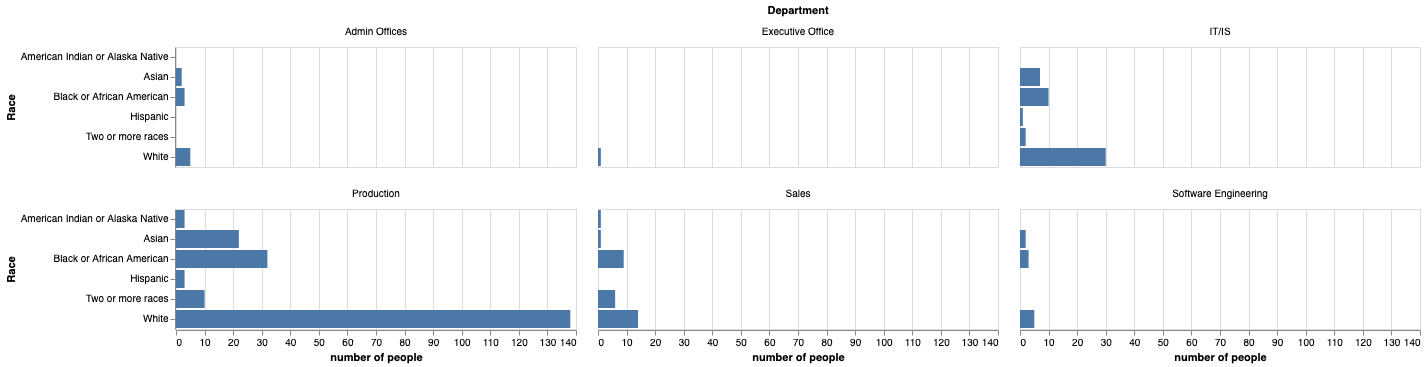 Department
Admin Offices
Executive Office
IT/IS
Race
American Indian or Alaska Native
Asian
Black or African American
Hispanic
Two or more races
White
Production
Sales
Software Engineering
Race
American Indian or Alaska Native
Asian
Black or African American
Hispanic
Two or more races
White
0 10 20 30 40 50 60 70 80 90 100 110 120 130 140
0 10 20 30 40 50 60 70 80 90 100 110 120 130 140
0 10 20 30 40 50 60 70 80 90 100 110 120 130 140
number of people
number of people
number of people